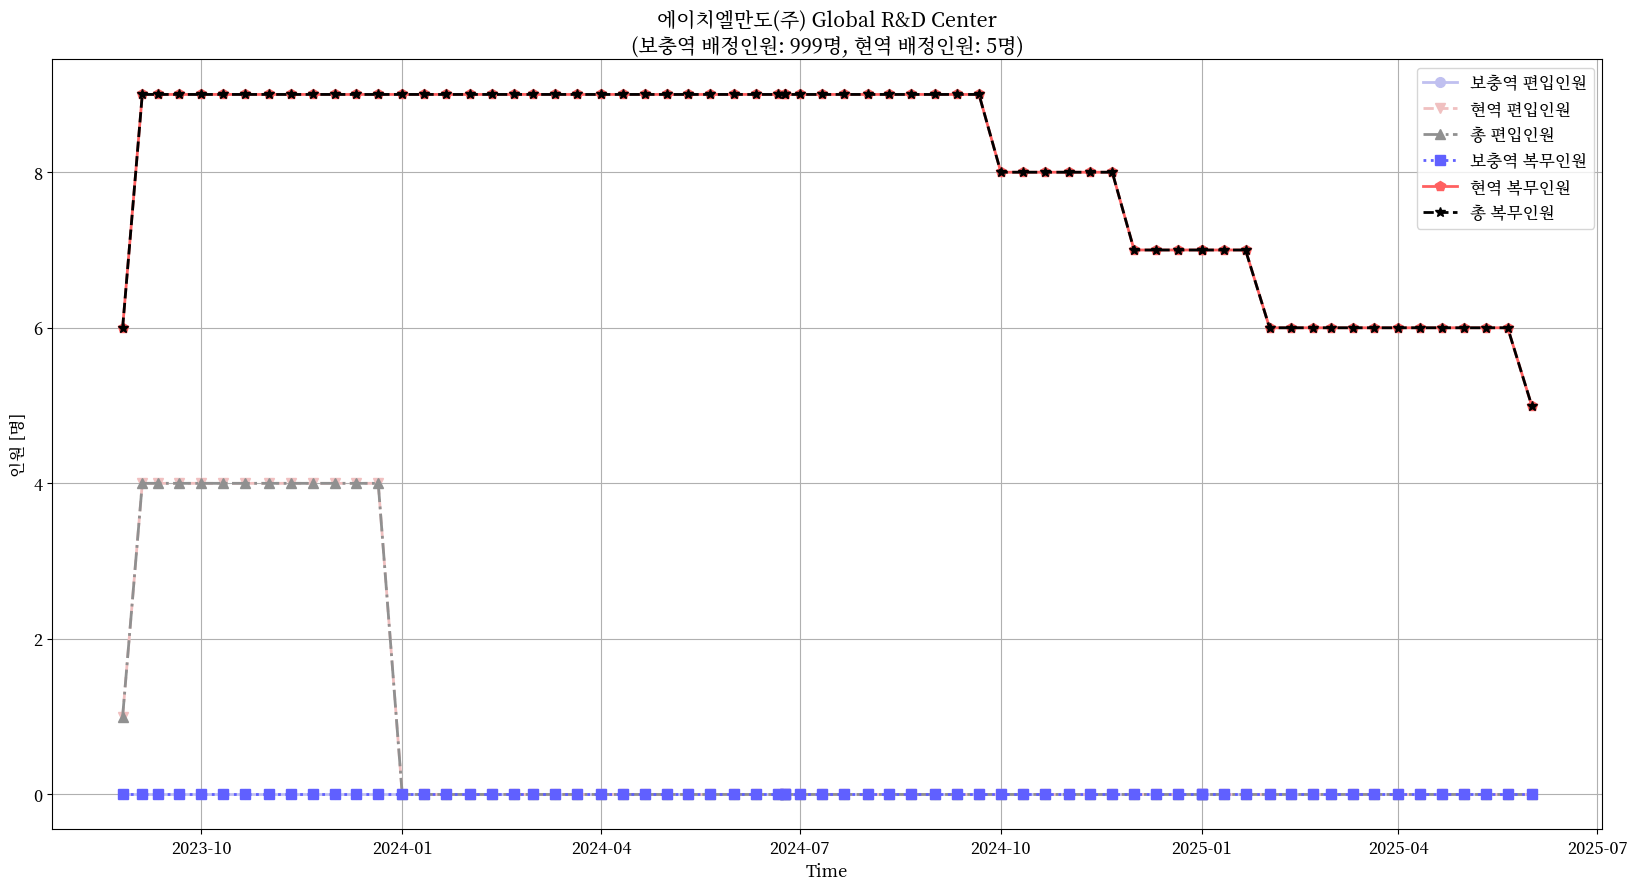 에이치엘만도(주) Global R&D Center
(보충역 배정인원: 999명, 현역 배정인원: 5명)
보충역 편입인원
현역 편입인원
총 편입인원
보충역 복무인원
현역 복무인원
총 복무인원
인원 [명]
8
6
4
2
0
2023-10 2024-01 2024-04 2024-07 2024-10 2025-01 2025-04 2025-07
Time